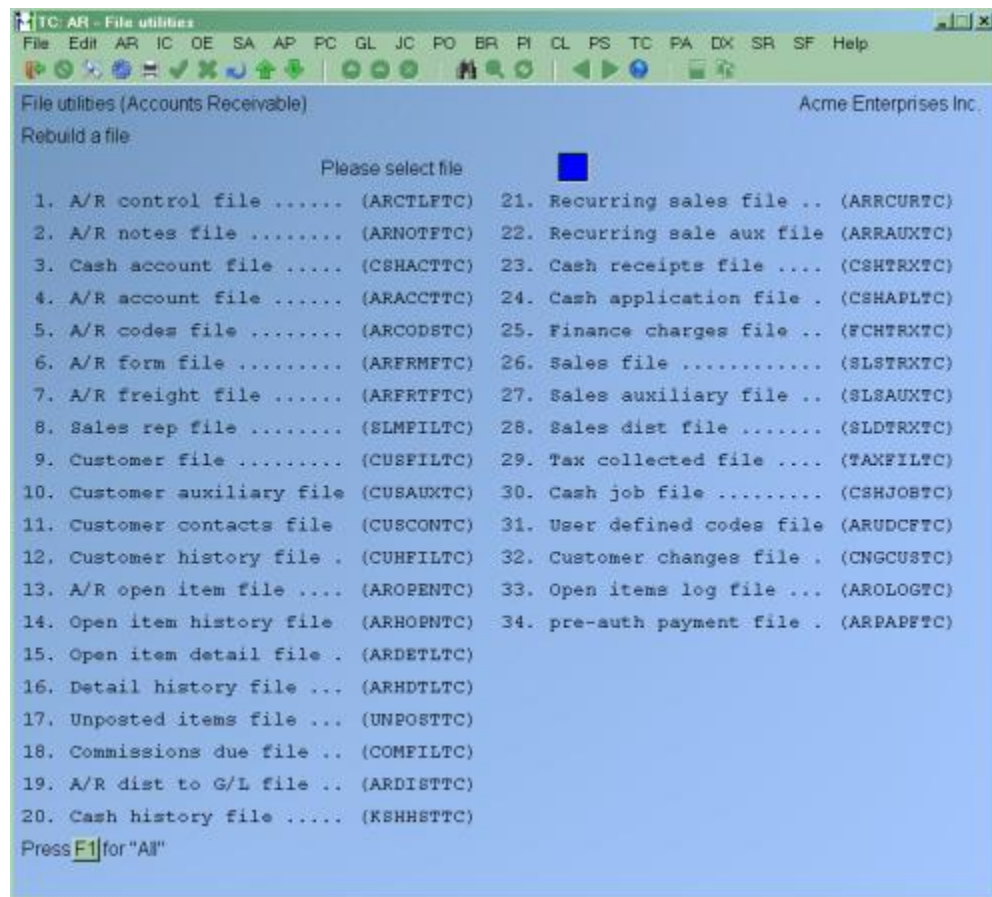 TC: AR - File utilities
File Edit AR IC OE SA AP PC GL JC PO BR PI CL PS TC PA DX SR SF Help
File utilities (Accounts Receivable) Acme Enterprises Inc.
Rebuild a file
Please select file
1. A/R control file ...... (ARCTLFTC) 21. Recurring sales file .. (ARRCURTC)
2. A/R notes file ........ (ARNOTFTC) 22. Recurring sale aux file (ARRAUXTC)
3. Cash account file ..... (CSHACTTC) 23. Cash receipts file .... (CSHTRXTC)
4. A/R account file ...... (ARACCTTC) 24. Cash application file . (CSHAPLTC)
5. A/R codes file ........ (ARCODSTC) 25. Finance charges file .. (FCHTRXTC)
6. A/R form file ......... (ARFRMFTC) 26. Sales file ............ (SLSTRXTC)
7. A/R freight file ...... (ARFRTFTC) 27. Sales auxiliary file .. (SLSAUXTC)
8. Sales rep file ........ (SLMFILTC) 28. Sales dist file ....... (SLDTRXTC)
9. Customer file ......... (CUSFILTC) 29. Tax collected file .... (TAXFILTC)
10. Customer auxiliary file (CUSAUXTC) 30. Cash job file ......... (CSHJOBTC)
11. Customer contacts file (CUSCONTC) 31. User defined codes file (ARUDCFTC)
12. Customer history file . (CUHFILTC) 32. Customer changes file . (CNGCUSTC)
13. A/R open item file .... (AROPENTC) 33. Open items log file ... (AROLOGTC)
14. Open item history file (ARHOPNTC) 34. pre-auth payment file . (ARPAPFTC)
15. Open item detail file . (ARDETLTC)
16. Detail history file ... (ARHDTLTC)
17. Unposted items file ... (UNPOSTTC)
18. Commissions due file .. (COMFILTC)
19. A/R dist to G/L file .. (ARDISTTC)
20. Cash history file ..... (KSHHSTTC)
Press F1 for "All"